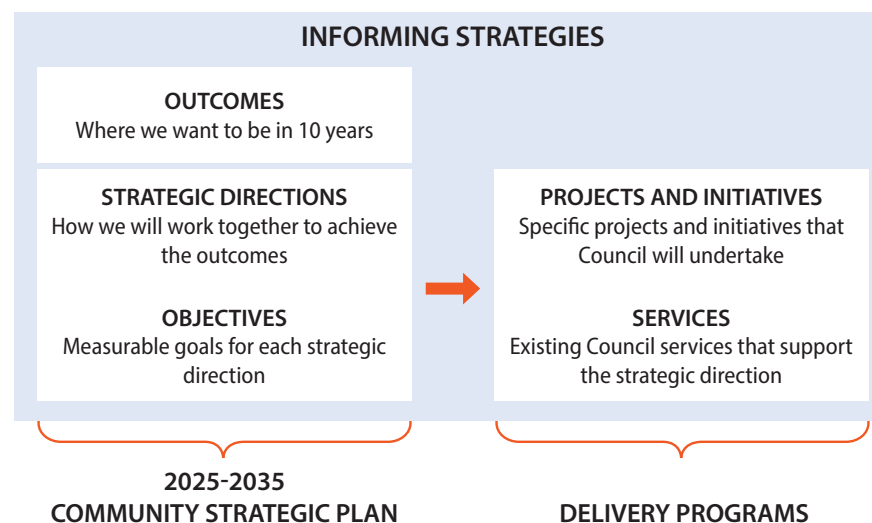 INFORMING STRATEGIES
OUTCOMES
Where we want to be in 10 years
STRATEGIC DIRECTIONS
How we will work together to achieve
the outcomes
OBJECTIVES
Measurable goals for each strategic
direction
PROJECTS AND INITIATIVES
Specific projects and initiatives that
Council will undertake
SERVICES
Existing Council services that support
the strategic direction
2025-2035
COMMUNITY STRATEGIC PLAN
DELIVERY PROGRAMS